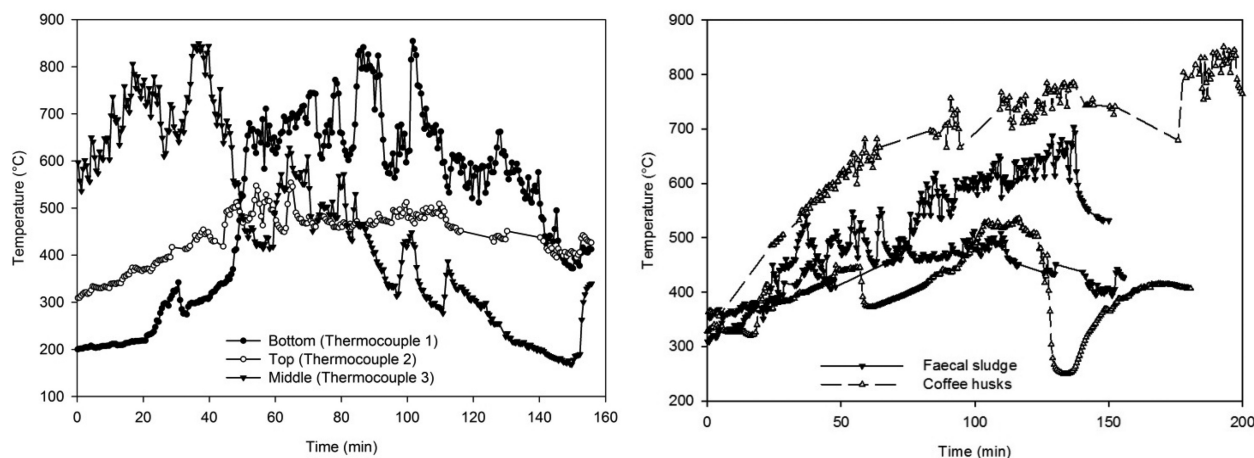 900
800
700
600
500
400
300
200
100
Temperature (°C)
Bottom (Thermocouple 1)
Top (Thermocouple 2)
Middle (Thermocouple 3)
0 20 40 60 80 100 120 140 160
Time (min)
900
800
700
600
500
400
300
200
Temperature (°C)
Faecal sludge
Coffee husks
0 50 100 150 200
Time (min)